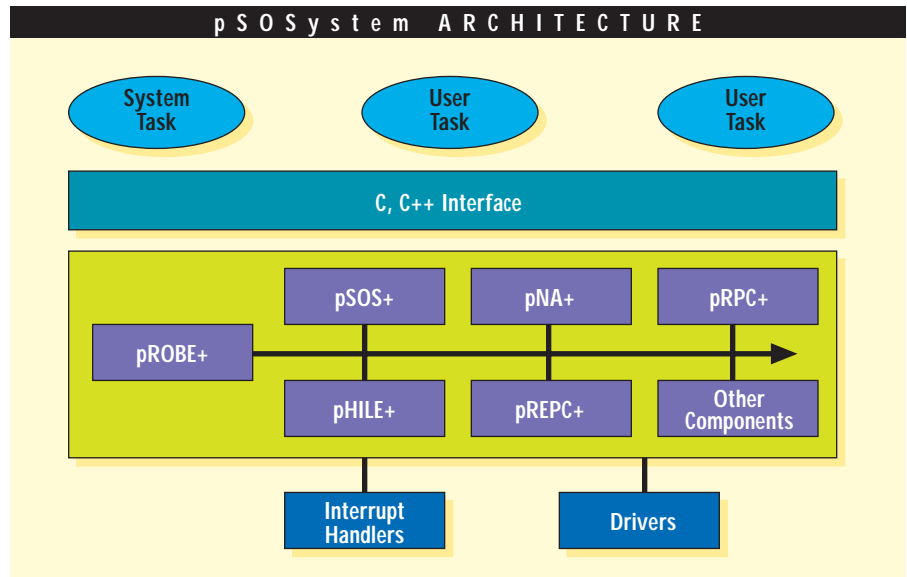 pSOSystem ARCHITECTURE
System
Task
User
Task
User
Task
C, C++ Interface
pSOS+
pNA+
pRPC+
pROBE+
pHILE+
pREPC+
Other
Components
Interrupt
Handlers
Drivers